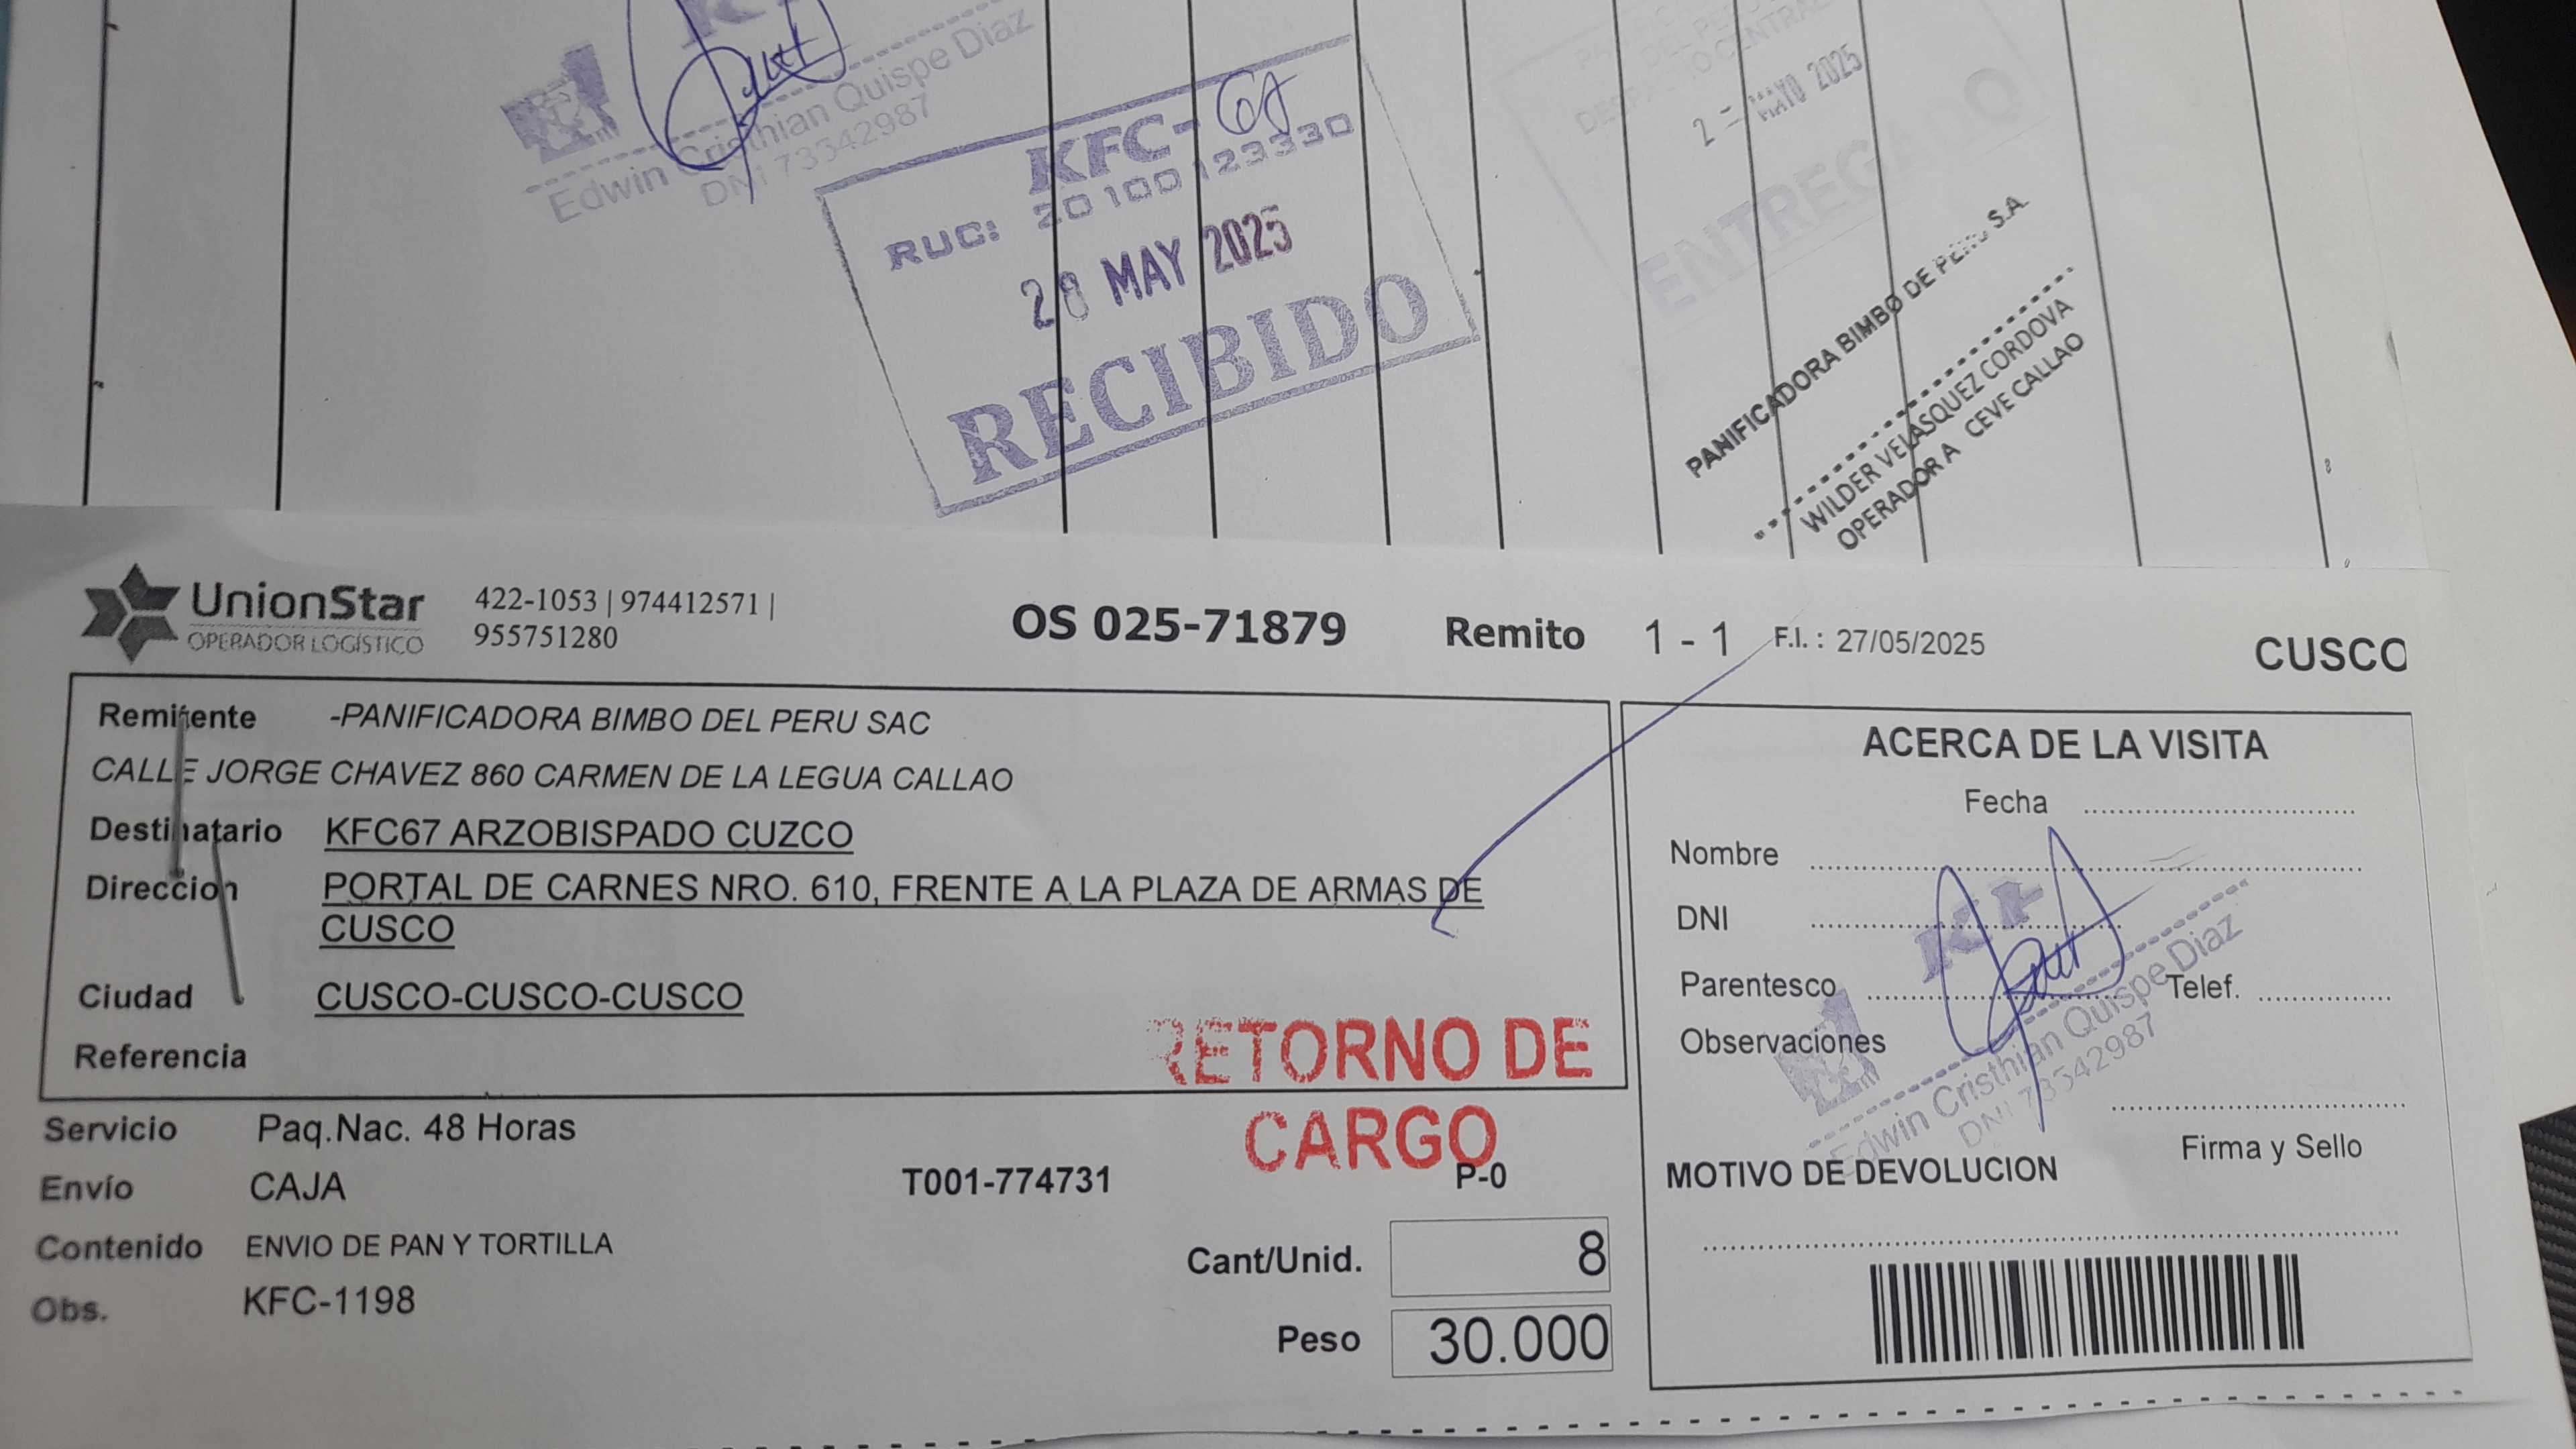 Edwin Cristhian Quispe Diaz
DNI 73342987
KFC-
RUC: 20100123330
28 MAY 2025
RECIBIDO
MAYO 2025
ENTREGADO
PANIFICADORA BIMBO DE PERU S.A.
WILDER VELASQUEZ CORDOVA
OPERADOR A CEVE CALLAO
UnionStar
OPERADOR LOGÍSTICO
422-1053 | 974412571 |
955751280
OS 025-71879
Remito 1 - 1
F.I. : 27/05/2025
CUSCO
Remitente -PANIFICADORA BIMBO DEL PERU SAC
CALLE JORGE CHAVEZ 860 CARMEN DE LA LEGUA CALLAO
Destinatario KFC67 ARZOBISPADO CUZCO
Direccion PORTAL DE CARNES NRO. 610, FRENTE A LA PLAZA DE ARMAS DE
CUSCO
Ciudad CUSCO-CUSCO-CUSCO
Referencia
RETORNO DE
CARGO
Servicio Paq.Nac. 48 Horas
Envío CAJA
T001-774731
P-0
Contenido ENVIO DE PAN Y TORTILLA
Obs. KFC-1198
Cant/Unid. 8
Peso 30.000
ACERCA DE LA VISITA
Fecha
Nombre
DNI
Parentesco
Telef.
Observaciones
Edwin Cristhian Quispe Diaz
DNI 73342987
Firma y Sello
MOTIVO DE DEVOLUCION